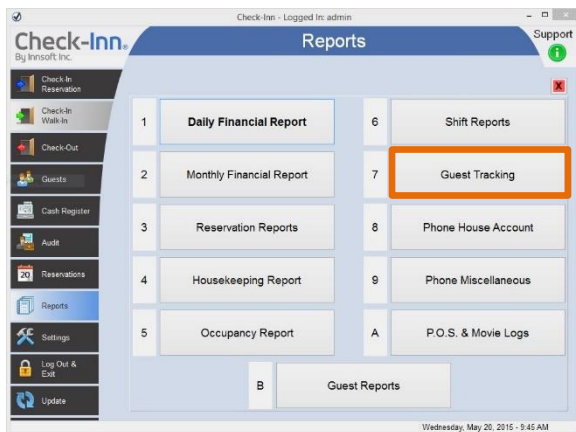 Check-Inn - Logged In: admin
Check-Inn®
By Innsoft Inc.
Reports
Support
Check-In
Reservation
Check-In
Walk-In
Check-Out
Guests
Cash Register
Audit
20
Reservations
Reports
Settings
Log Out &
Exit
Update
X
1 Daily Financial Report
6 Shift Reports
2 Monthly Financial Report
7 Guest Tracking
3 Reservation Reports
8 Phone House Account
4 Housekeeping Report
9 Phone Miscellaneous
5 Occupancy Report
A P.O.S. & Movie Logs
B Guest Reports
Wednesday, May 20, 2015 - 9:45 AM